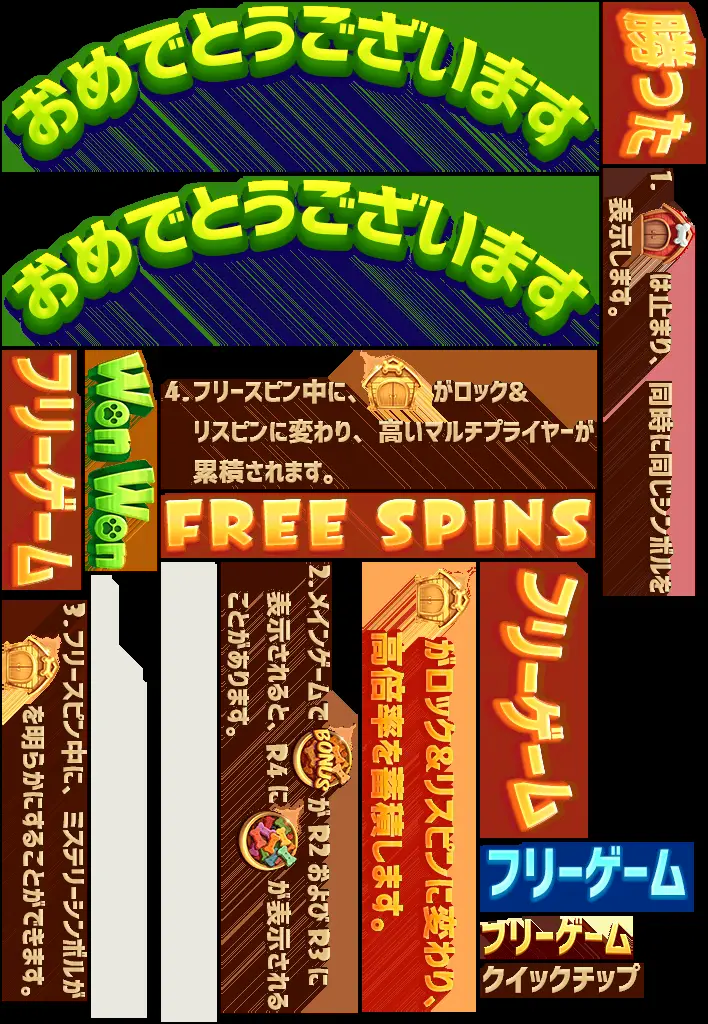 おめでとうございます
勝った
おめでとうございます
1. は止まり、同時に同じシンボルを
表示します。
フリーゲーム
Won Won
4.フリースピン中に、 がロック&
リスピンに変わり、高いマルチプライヤーが
累積されます。
FREE SPINS
3.フリースピン中に、ミステリーシンボルが
を明らかにすることができます。
2.メインゲームで BONUS が R2 および R3 に
表示されると、R4 に が表示される
ことがあります。
がロック&リスピンに変わり、
高倍率を蓄積します。
フリーゲーム
フリーゲーム
フリーゲーム
クイックチップ